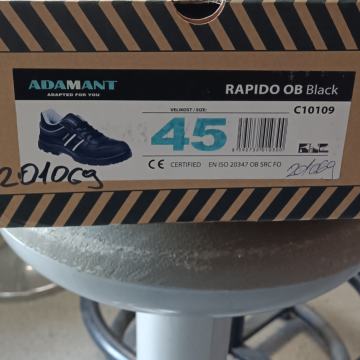 ADAMANT
ADAPTED FOR YOU
RAPIDO OB Black
C10109
VELIKOST / SIZE:
45
CE CERTIFIED EN ISO 20347 OB SRC FO
201069
201069